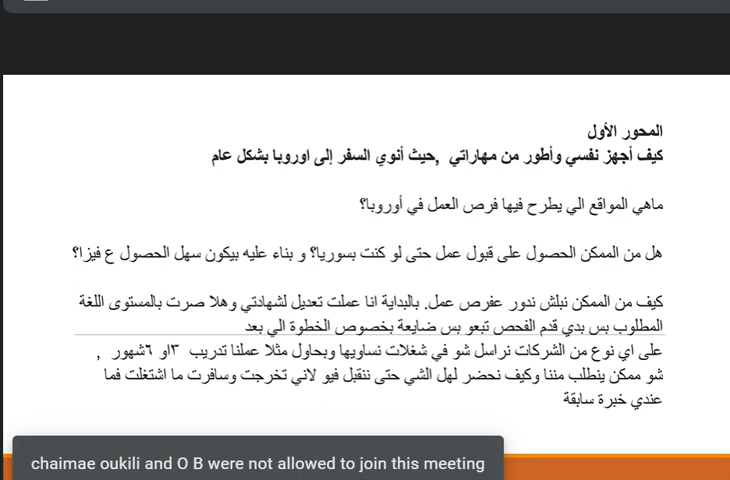 المحور الأول
كيف أجهز نفسي وأطور من مهاراتي ,حيث أنوي السفر إلى اوروبا بشكل عام
ماهي المواقع الي يطرح فيها فرص العمل في أوروبا؟
هل من الممكن الحصول على قبول عمل حتى لو كنت بسوريا؟ و بناء عليه بيكون سهل الحصول ع فيزا؟
كيف من الممكن نبلش ندور عفرص عمل. بالبداية انا عملت تعديل لشهادتي وهلا صرت بالمستوى اللغة
المطلوب بس بدي قدم الفحص تبعو بس ضايعة بخصوص الخطوة الي بعد
على اي نوع من الشركات نراسل شو في شغلات نساويها وبحاول مثلا عملنا تدريب ٣او ٦شهور ,
شو ممكن ينطلب مننا وكيف نحضر لهل الشي حتى ننقبل فيو لاني تخرجت وسافرت ما اشتغلت فما
عندي خبرة سابقة
chaimae oukili and O B were not allowed to join this meeting